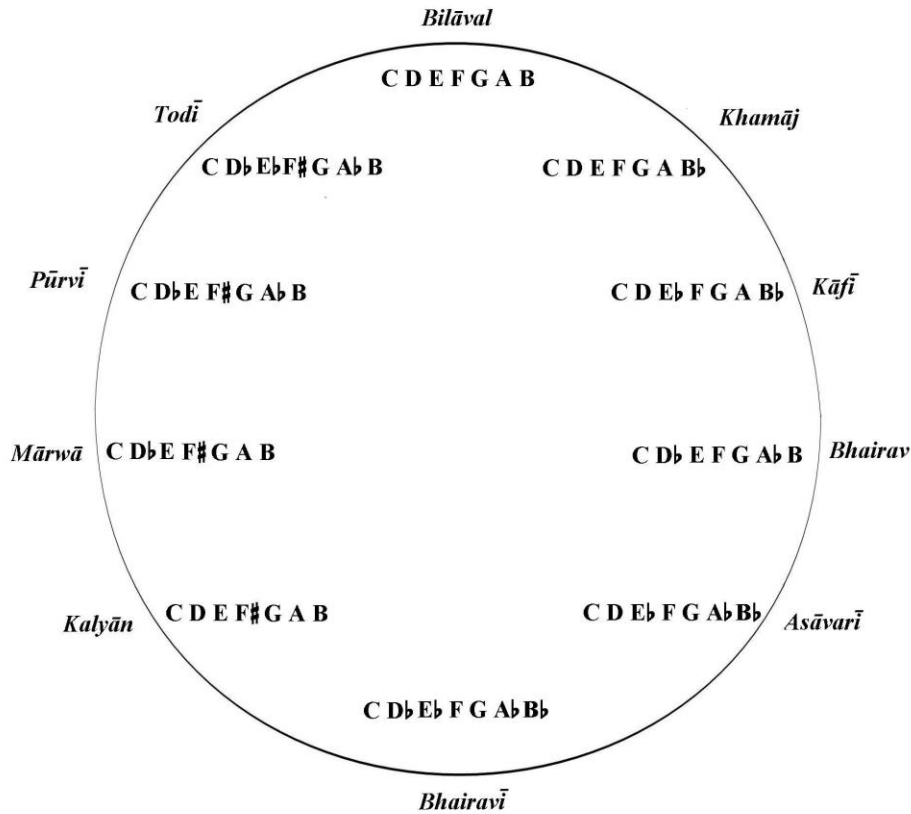 Bilāval
C D E F G A B
Todī
Khamāj
C D♭ E♭ F♯ G A♭ B
C D E F G A B♭
Pūrvī
C D♭ E F♯ G A♭ B
C D E♭ F G A B♭
Kāfī
Mārwā
C D♭ E F♯ G A B
C D♭ E F G A♭ B
Bhairav
Kalyān
C D E F♯ G A B
C D E♭ F G A♭ B♭
Asāvarī
C D♭ E♭ F G A♭ B♭
Bhairavī